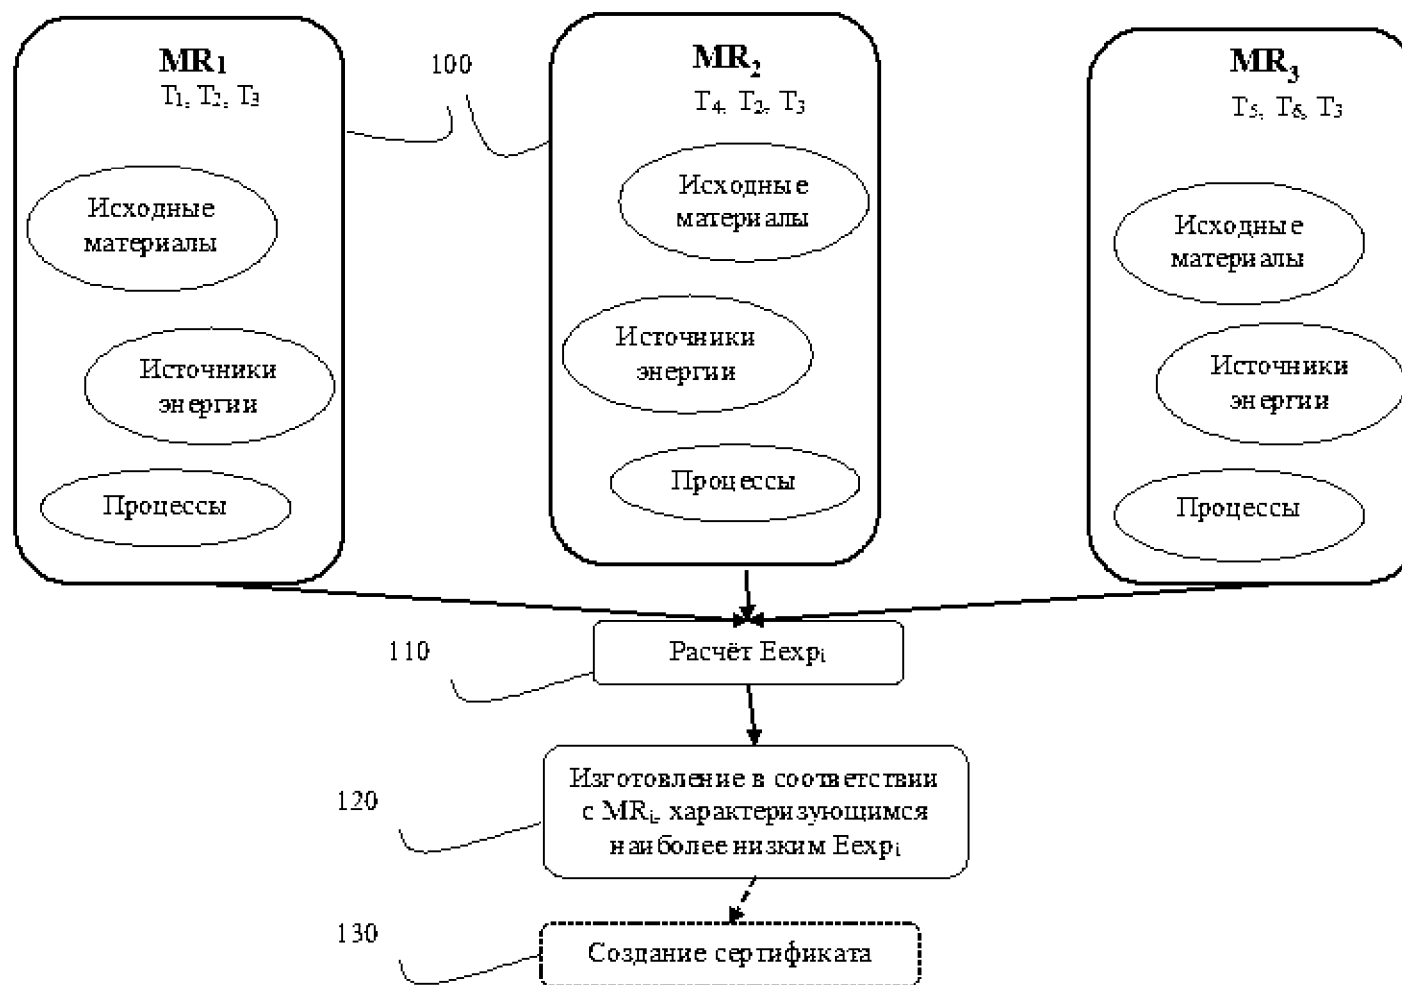 MR1
T1, T2, T3
Исходные
материалы
Источники
энергии
Процессы
100
MR2
T4, T2, T3
Исходные
материалы
Источники
энергии
Процессы
MR3
T5, T6, T3
Исходные
материалы
Источники
энергии
Процессы
110
Расчёт Eexpi
120
Изготовление в соответствии
с MRi, характеризующимся
наиболее низким Eexpi
130
Создание сертификата